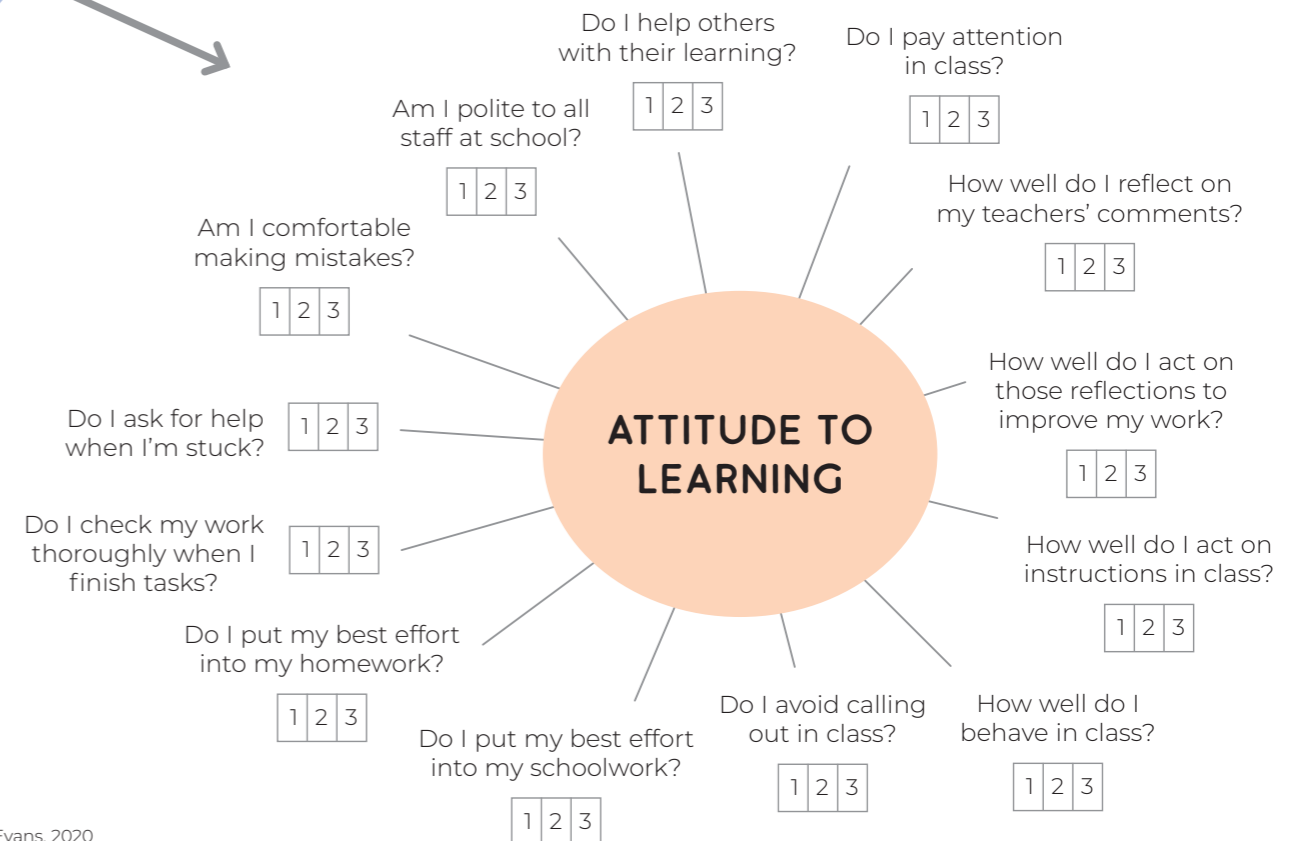 Do I help others
with their learning?
1 2 3
Do I pay attention
in class?
1 2 3
Am I polite to all
staff at school?
1 2 3
How well do I reflect on
my teachers’ comments?
1 2 3
Am I comfortable
making mistakes?
1 2 3
How well do I act on
those reflections to
improve my work?
1 2 3
Do I ask for help
when I’m stuck?
1 2 3
ATTITUDE TO
LEARNING
Do I check my work
thoroughly when I
finish tasks?
1 2 3
How well do I act on
instructions in class?
1 2 3
Do I put my best effort
into my homework?
1 2 3
Do I put my best effort
into my schoolwork?
1 2 3
Do I avoid calling
out in class?
1 2 3
How well do I
behave in class?
1 2 3
Evans, 2020